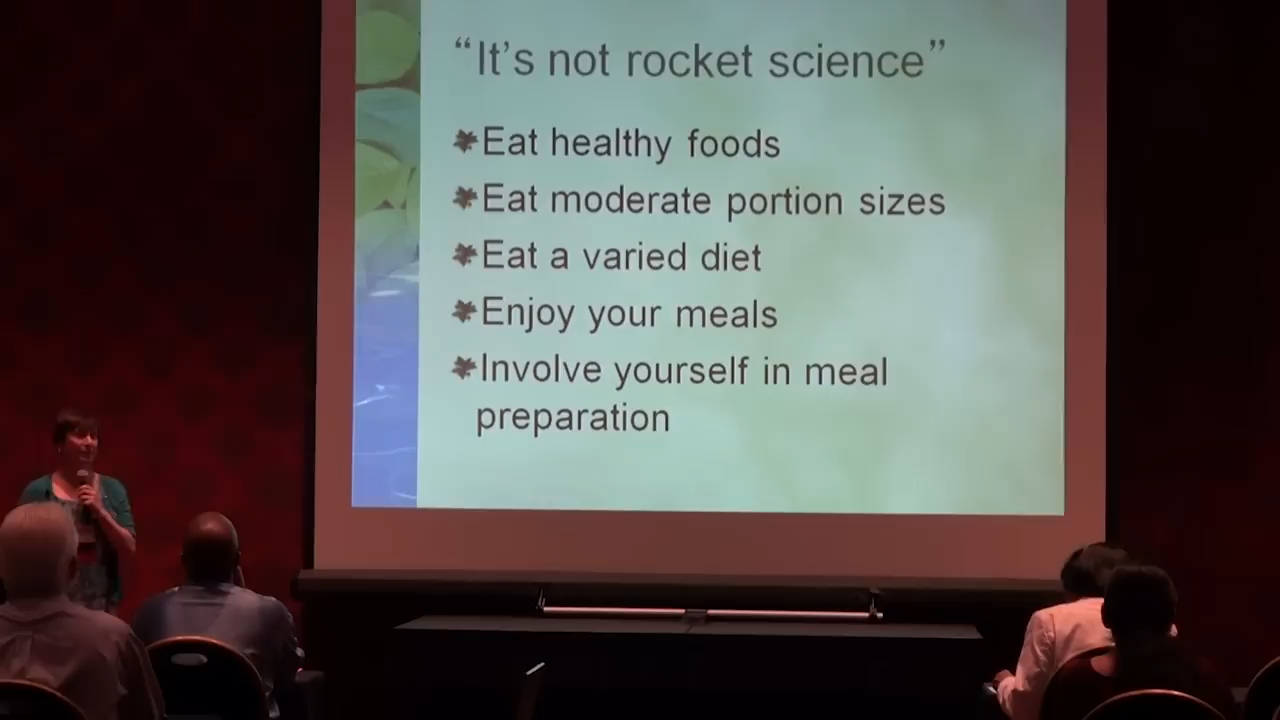 “It’s not rocket science”
Eat healthy foods
Eat moderate portion sizes
Eat a varied diet
Enjoy your meals
Involve yourself in meal
preparation